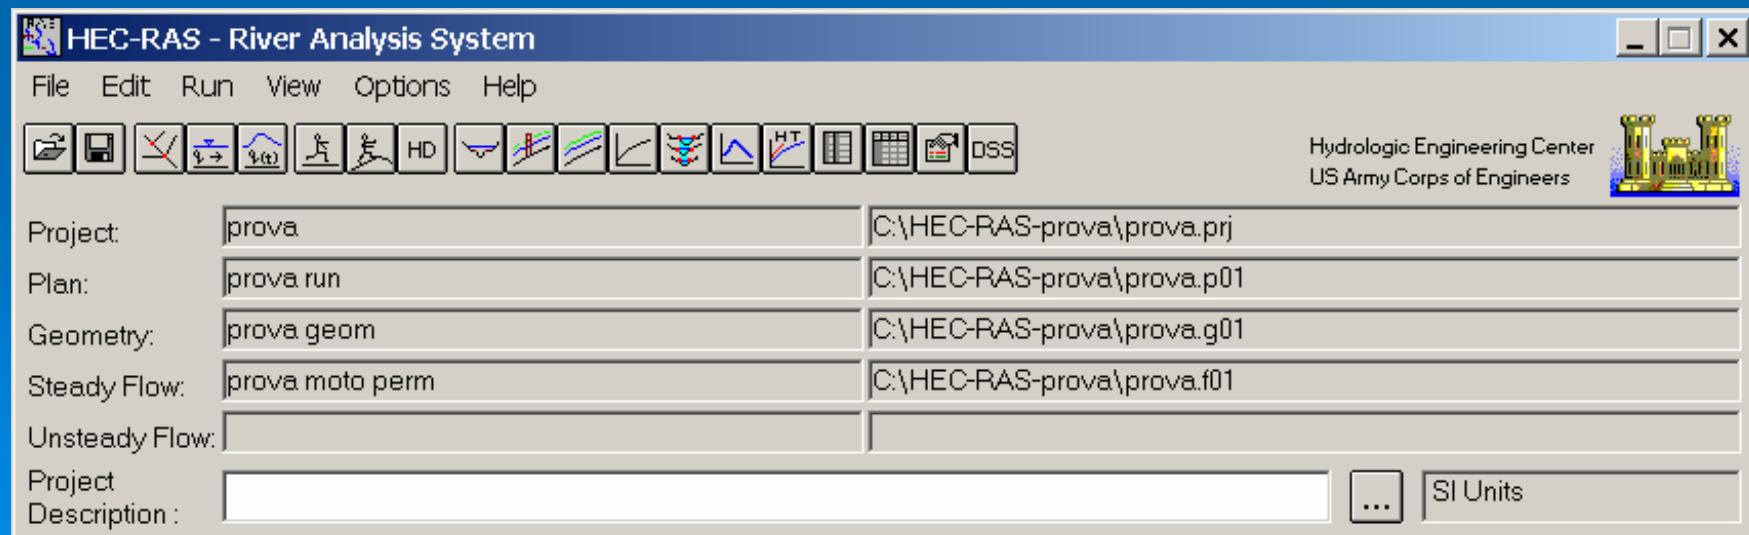 HEC-RAS - River Analysis System
File Edit Run View Options Help
HD HT DSS
Hydrologic Engineering Center
US Army Corps of Engineers
Project: prova C:\HEC-RAS-prova\prova.prj
Plan: prova run C:\HEC-RAS-prova\prova.p01
Geometry: prova geom C:\HEC-RAS-prova\prova.g01
Steady Flow: prova moto perm C:\HEC-RAS-prova\prova.f01
Unsteady Flow:
Project
Description :
... SI Units